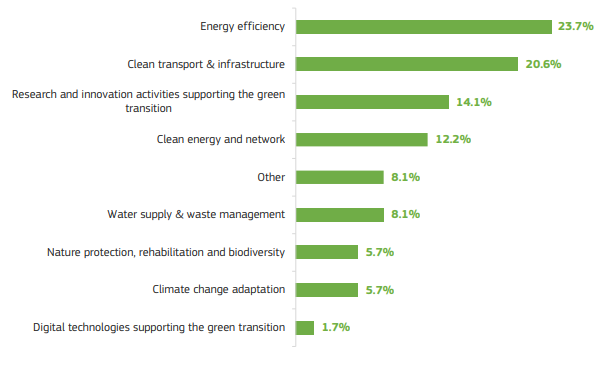 Energy efficiency 23.7%
Clean transport & infrastructure 20.6%
Research and innovation activities supporting the green
transition 14.1%
Clean energy and network 12.2%
Other 8.1%
Water supply & waste management 8.1%
Nature protection, rehabilitation and biodiversity 5.7%
Climate change adaptation 5.7%
Digital technologies supporting the green transition 1.7%